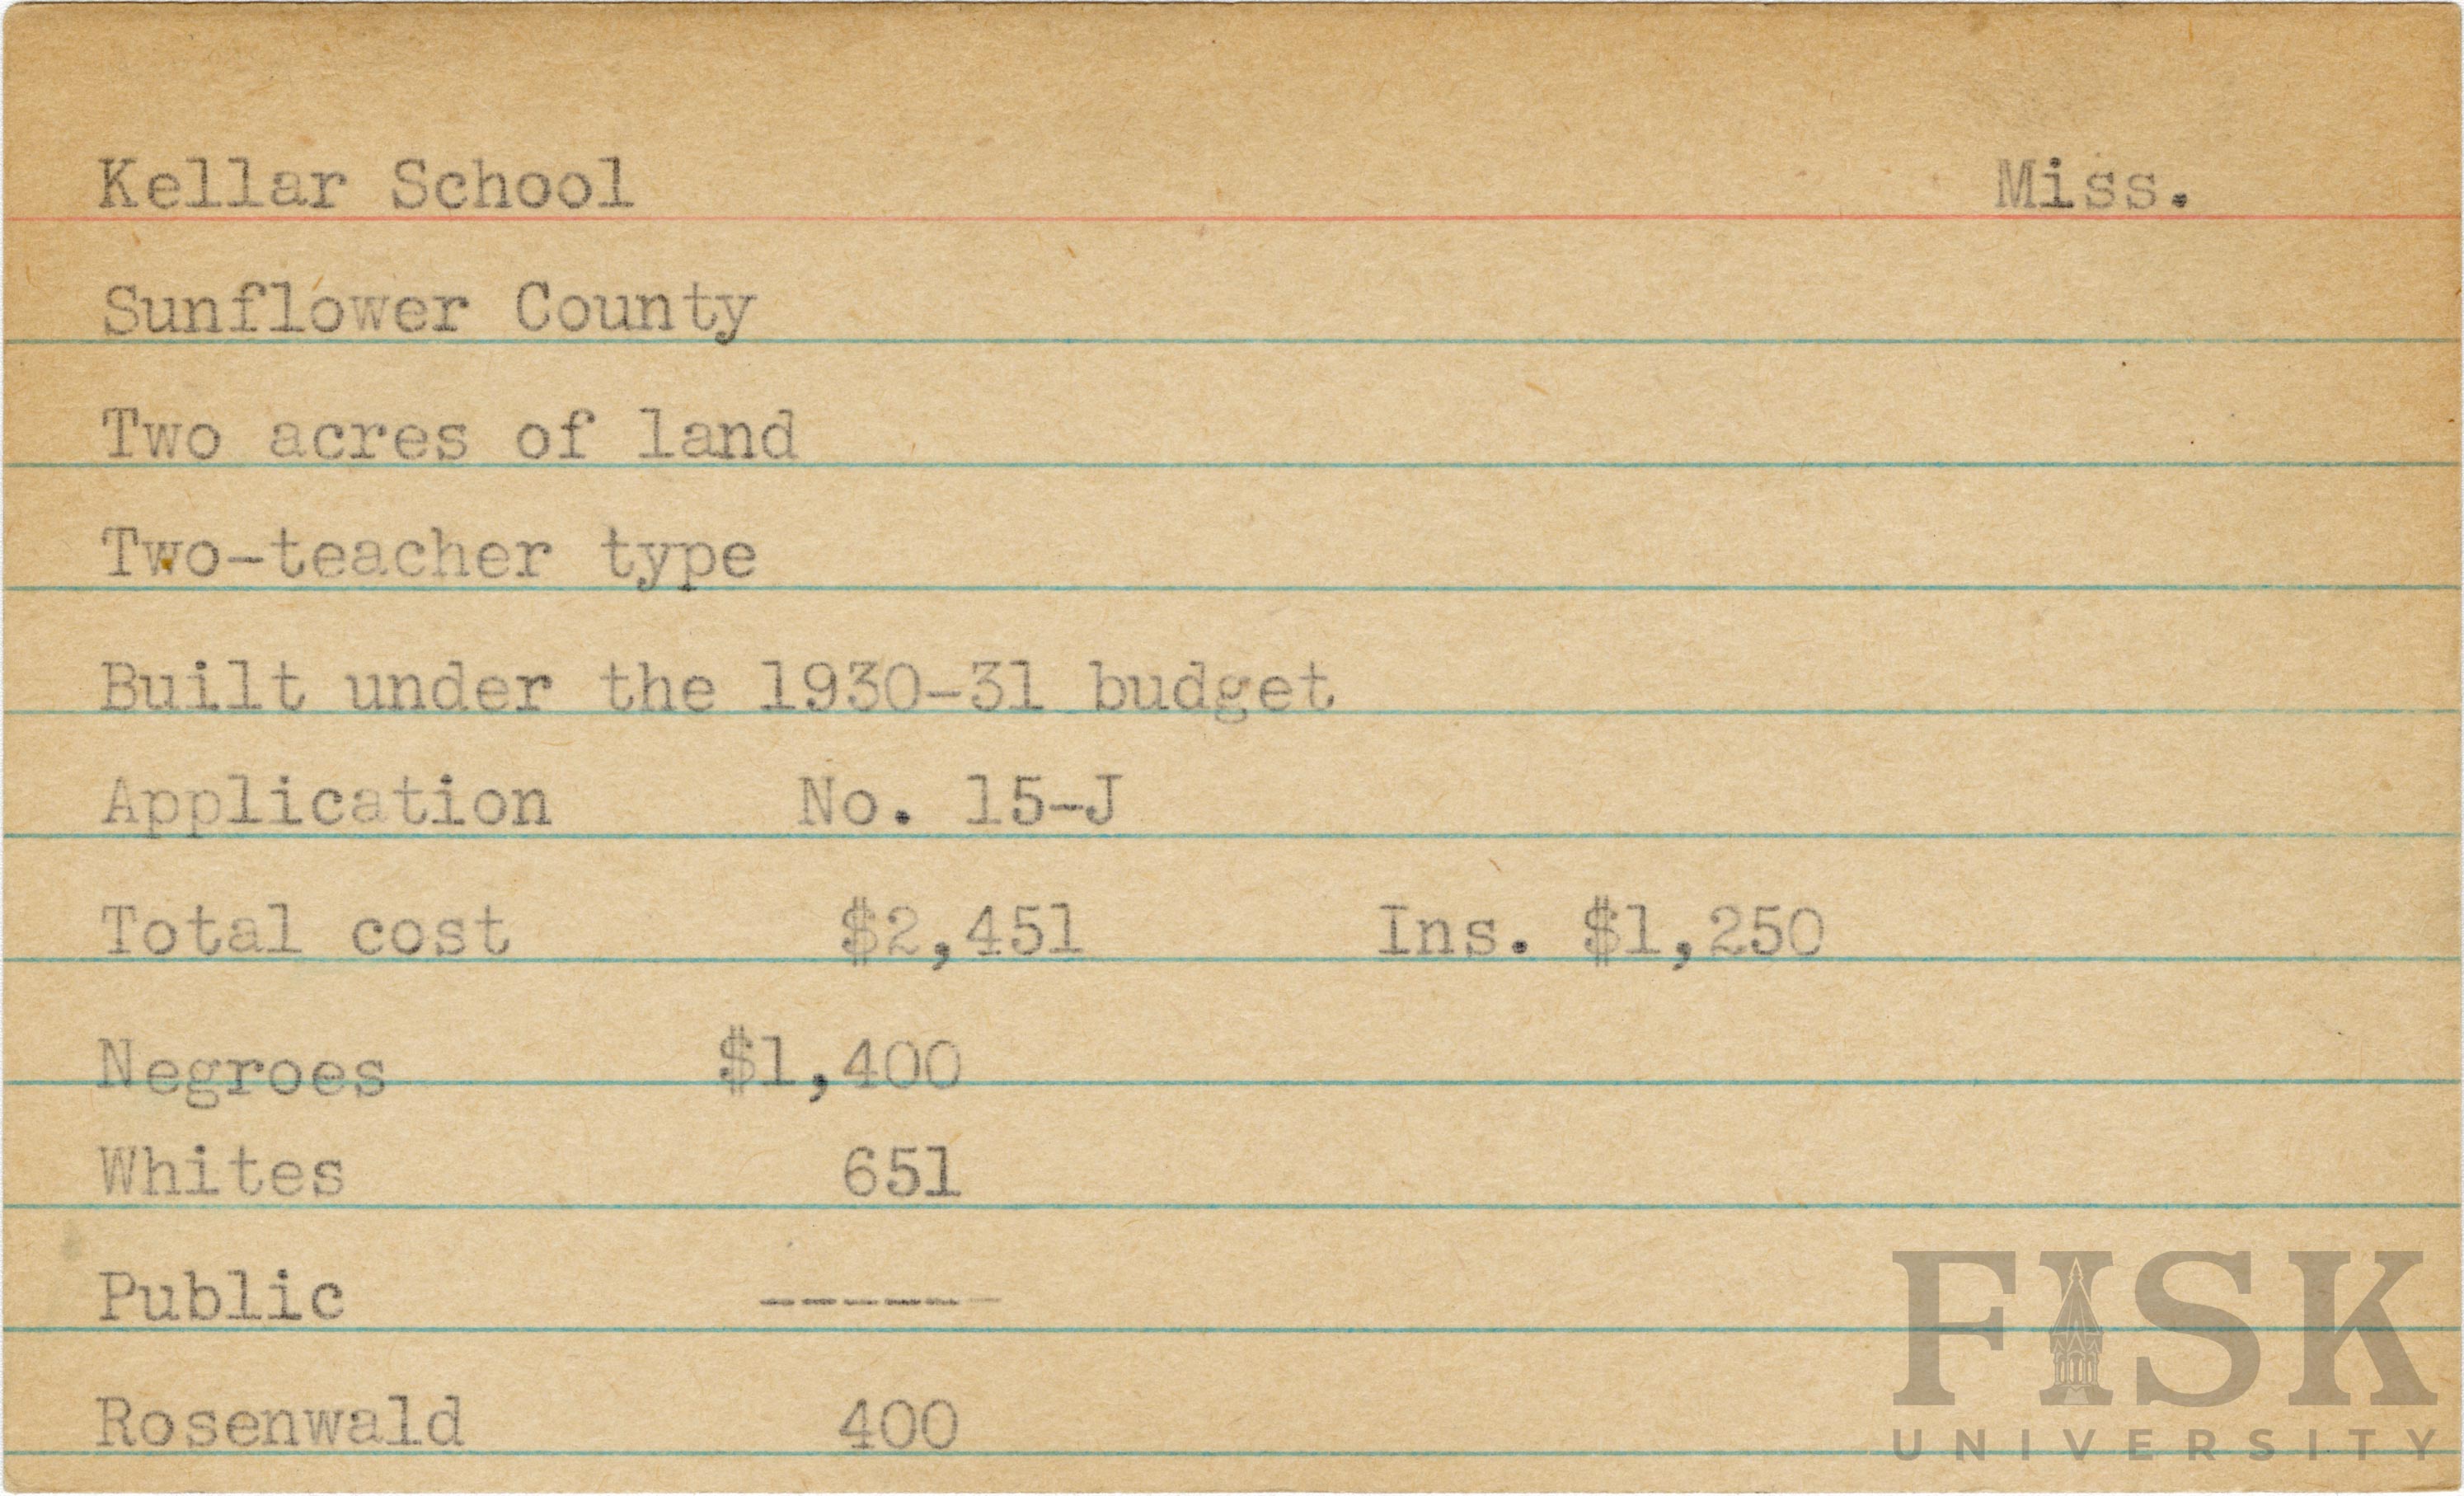 Kellar School Miss.
Sunflower County
Two acres of land
Two-teacher type
Built under the 1930-31 budget
Application No. 15-J
Total cost $2,451 Ins. $1,250
Negroes $1,400
Whites 651
Public ------
Rosenwald 400
FISK
UNIVERSITY